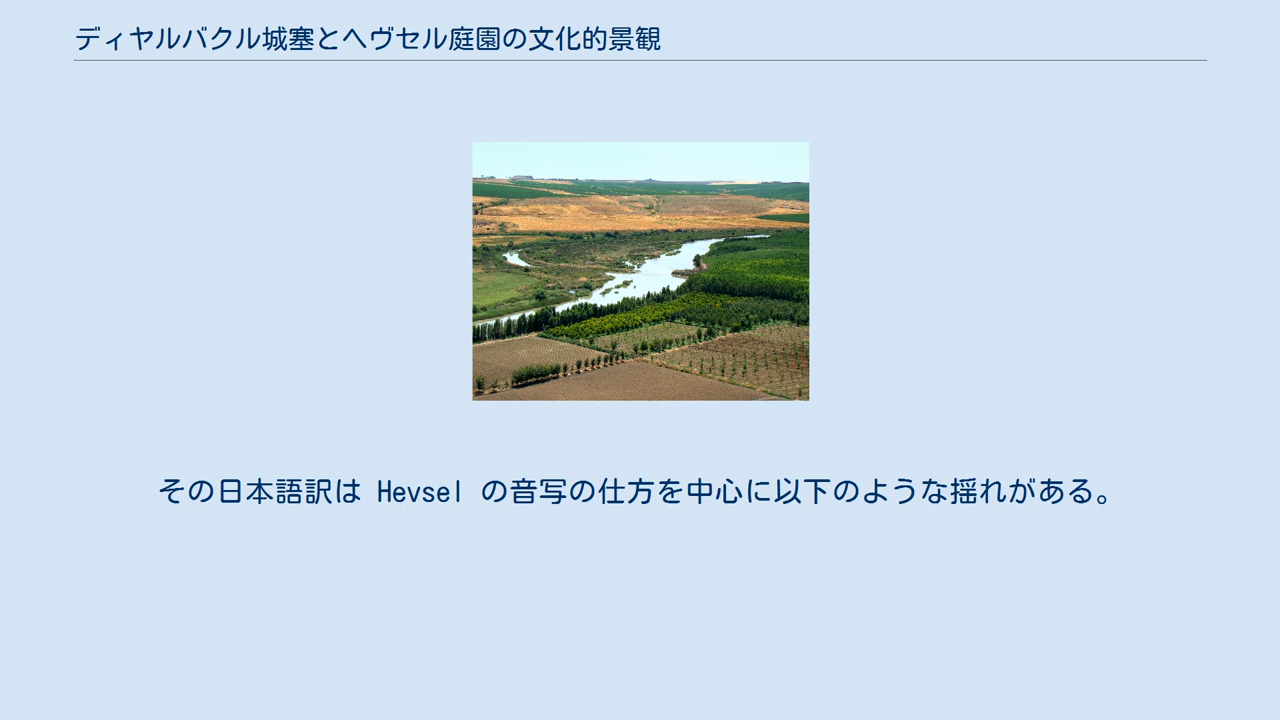 ディヤルバクル城塞とヘヴセル庭園の文化的景観
その日本語訳は Hevsel の音写の仕方を中心に以下のような揺れがある。